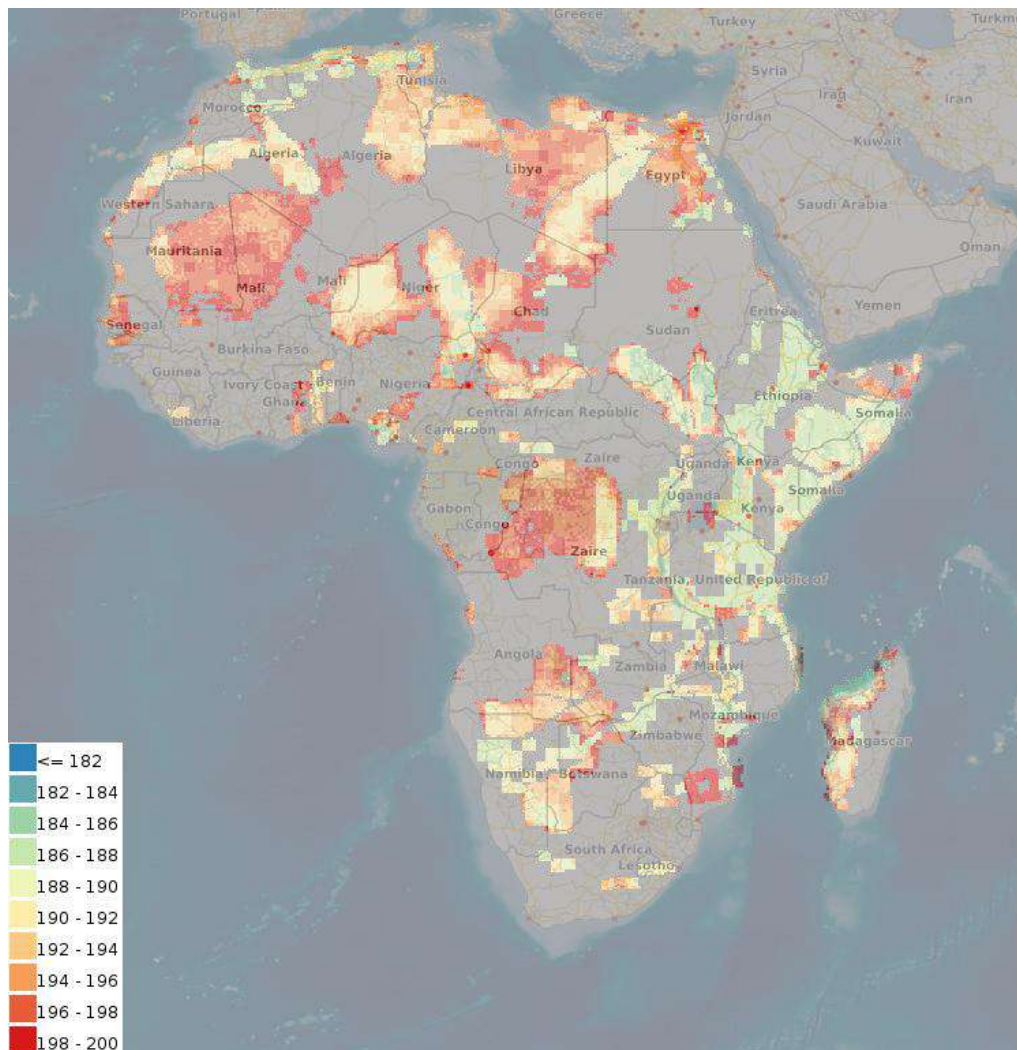 Portugal
Greece
Turkey
Turkm
Syria
Iraq
Iran
Jordan
Kuwait
Saudi Arabia
Oman
Yemen
Tunisia
Morocco
Algeria
Algeria
Libya
Egypt
Western Sahara
Mauritania
Mali
Mali
Niger
Chad
Sudan
Eritrea
Senegal
Burkina Faso
Guinea
Ivory Coast
Benin
Nigeria
Ghana
Liberia
Ethiopia
Somalia
Central African Republic
Cameroon
Congo
Zaire
Uganda
Kenya
Somalia
Uganda
Kenya
Gabon
Congo
Zaire
Tanzania, United Republic of
Angola
Zambia
Malawi
Mozambique
Zimbabwe
Madagascar
Namibia
Botswana
South Africa
Lesotho
<= 182
182 - 184
184 - 186
186 - 188
188 - 190
190 - 192
192 - 194
194 - 196
196 - 198
198 - 200